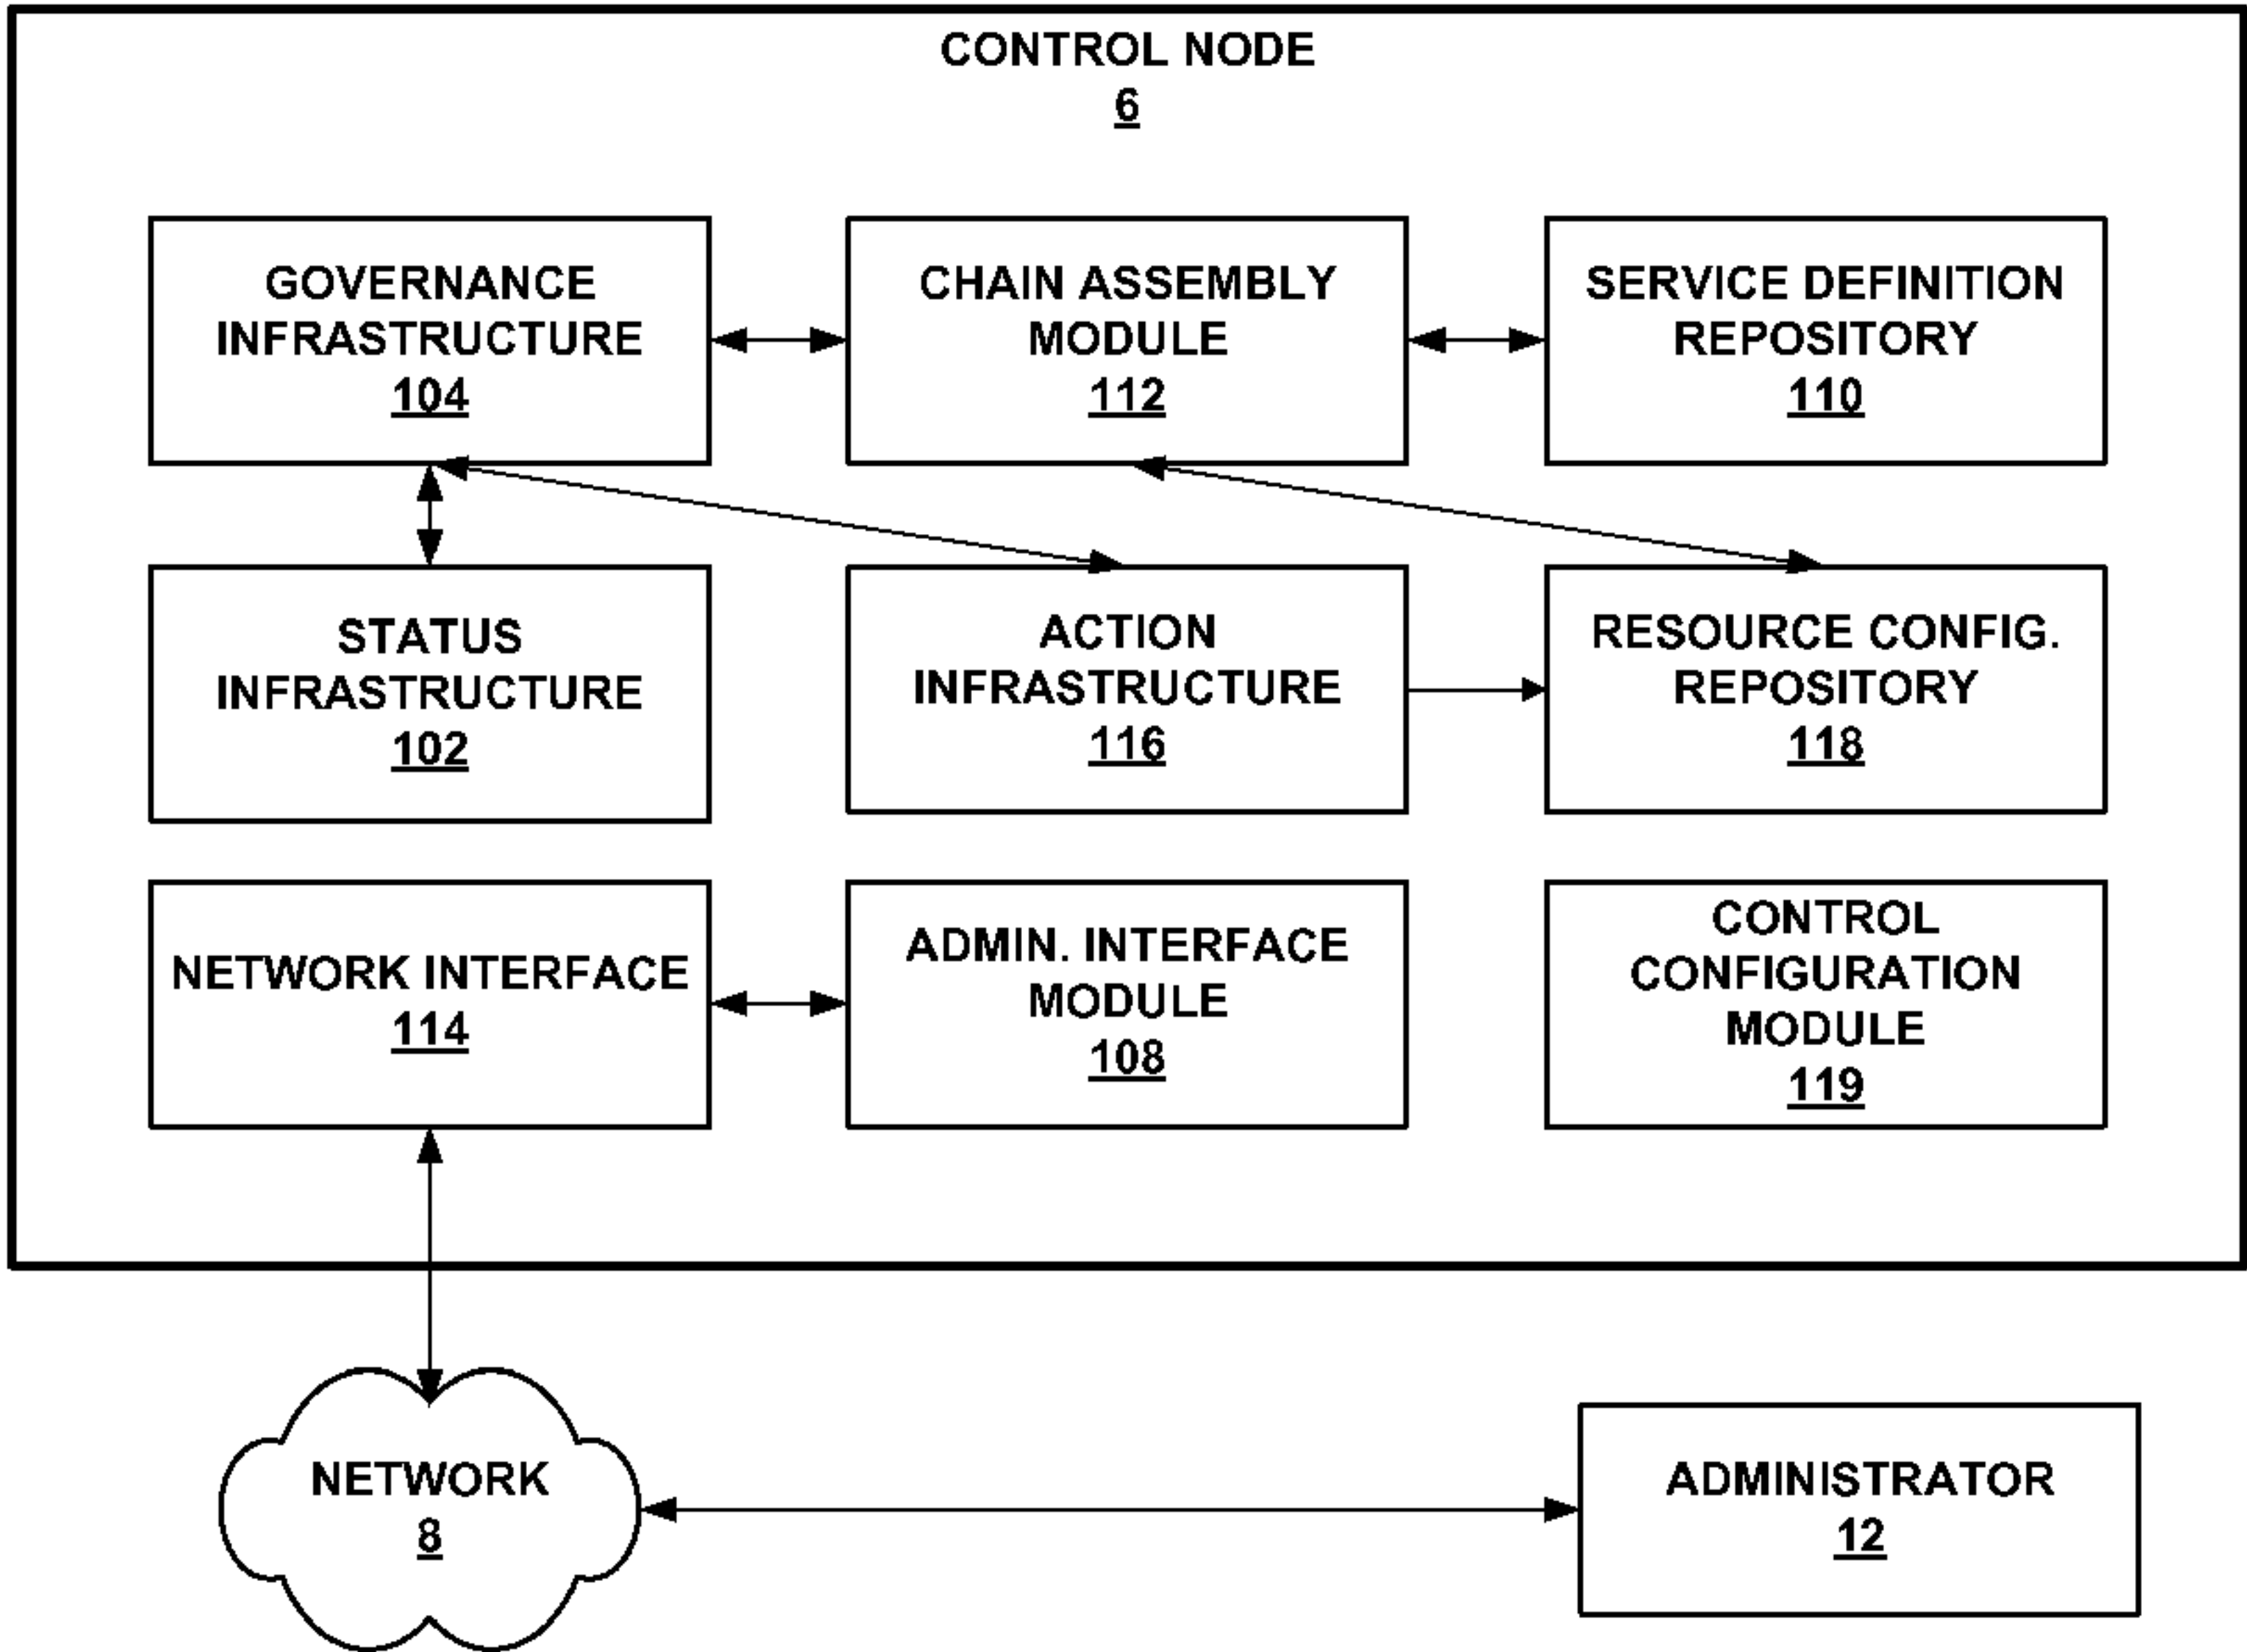 CONTROL NODE
6
GOVERNANCE
INFRASTRUCTURE
104
CHAIN ASSEMBLY
MODULE
112
SERVICE DEFINITION
REPOSITORY
110
STATUS
INFRASTRUCTURE
102
ACTION
INFRASTRUCTURE
116
RESOURCE CONFIG.
REPOSITORY
118
NETWORK INTERFACE
114
ADMIN. INTERFACE
MODULE
108
CONTROL
CONFIGURATION
MODULE
119
NETWORK
8
ADMINISTRATOR
12